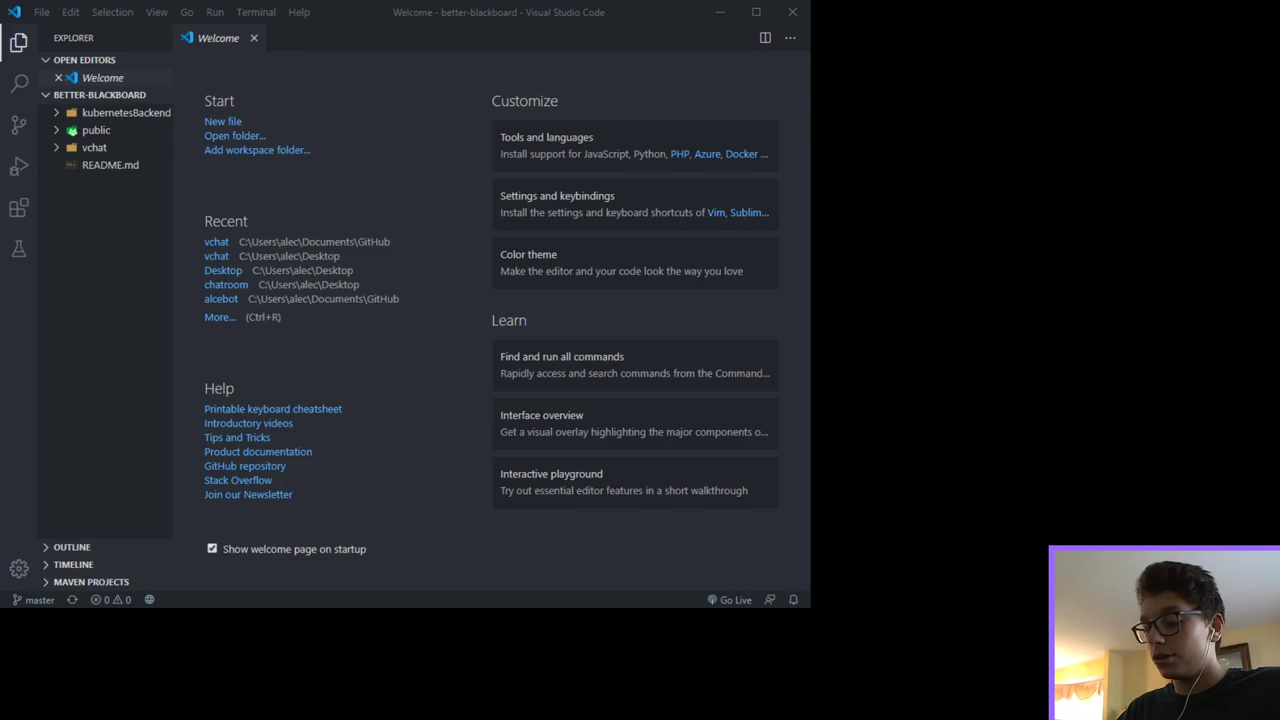 File Edit Selection View Go Run Terminal Help
Welcome - better-blackboard - Visual Studio Code
EXPLORER
Welcome
OPEN EDITORS
Welcome
BETTER-BLACKBOARD
kubernetesBackend
public
vchat
README.md
Start
New file
Open folder...
Add workspace folder...
Recent
vchat C:\Users\alec\Documents\GitHub
vchat C:\Users\alec\Desktop
Desktop C:\Users\alec\Desktop
chatroom C:\Users\alec\Desktop
alcebot C:\Users\alec\Documents\GitHub
More... (Ctrl+R)
Help
Printable keyboard cheatsheet
Introductory videos
Tips and Tricks
Product documentation
GitHub repository
Stack Overflow
Join our Newsletter
Show welcome page on startup
Customize
Tools and languages
Install support for JavaScript, Python, PHP, Azure, Docker ...
Settings and keybindings
Install the settings and keyboard shortcuts of Vim, Sublim...
Color theme
Make the editor and your code look the way you love
Learn
Find and run all commands
Rapidly access and search commands from the Command...
Interface overview
Get a visual overlay highlighting the major components o...
Interactive playground
Try out essential editor features in a short walkthrough
OUTLINE
TIMELINE
MAVEN PROJECTS
master 0 0 Go Live